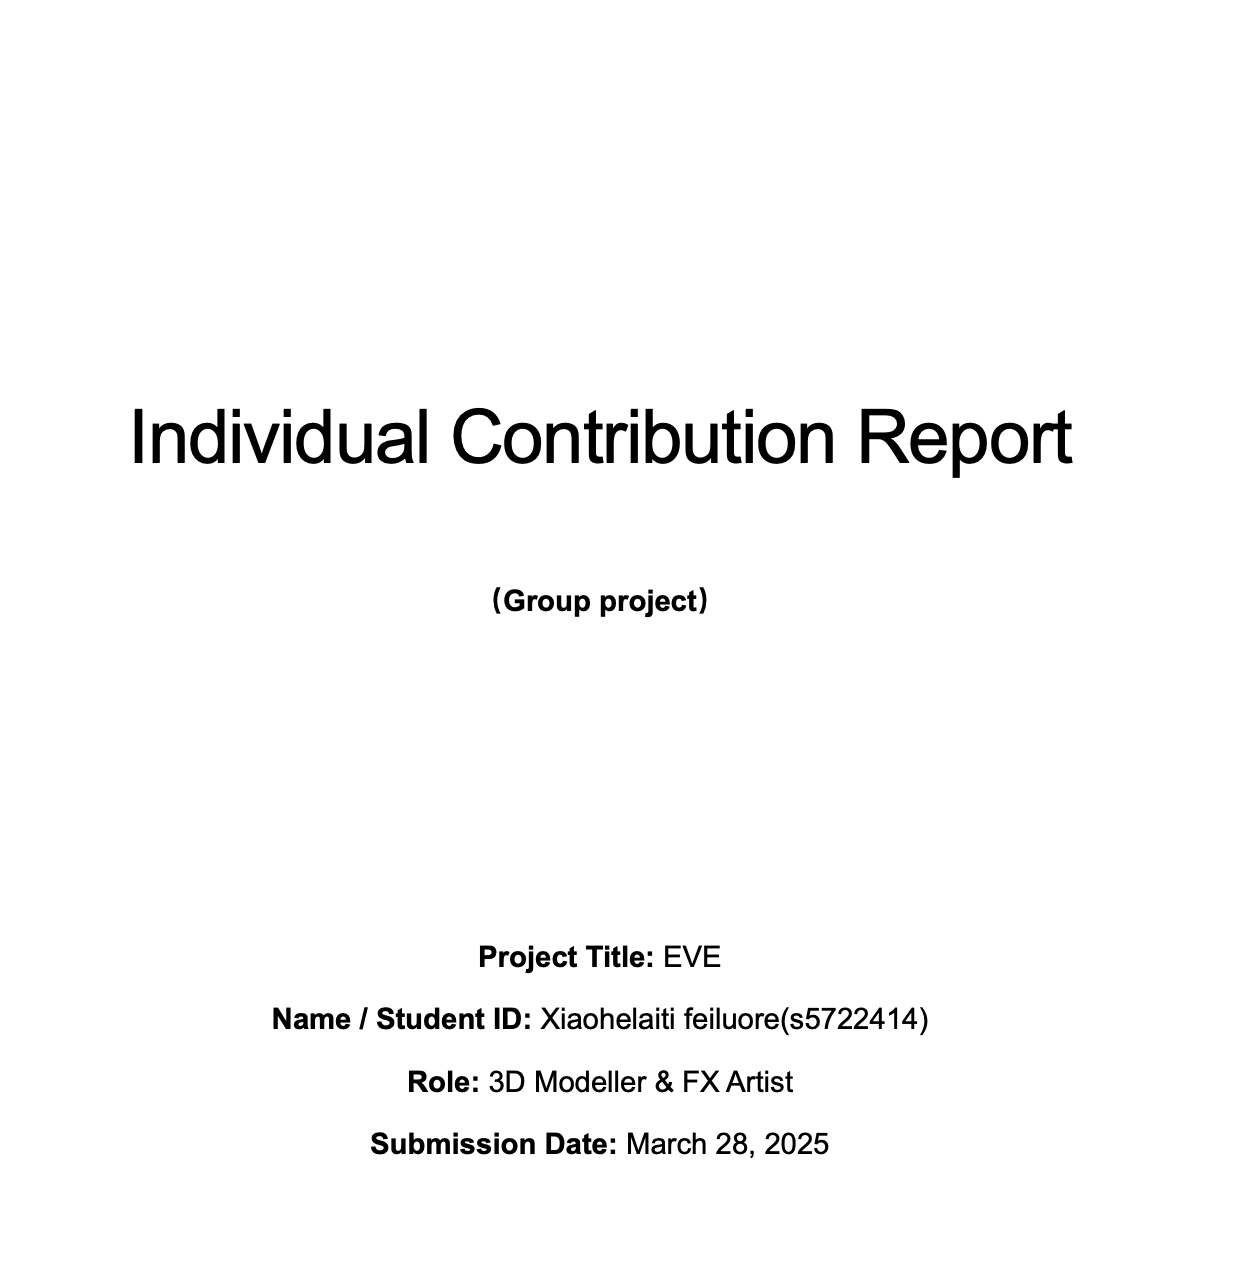 Individual Contribution Report
（Group project）
Project Title: EVE
Name / Student ID: Xiaohelaiti feiluore(s5722414)
Role: 3D Modeller & FX Artist
Submission Date: March 28, 2025